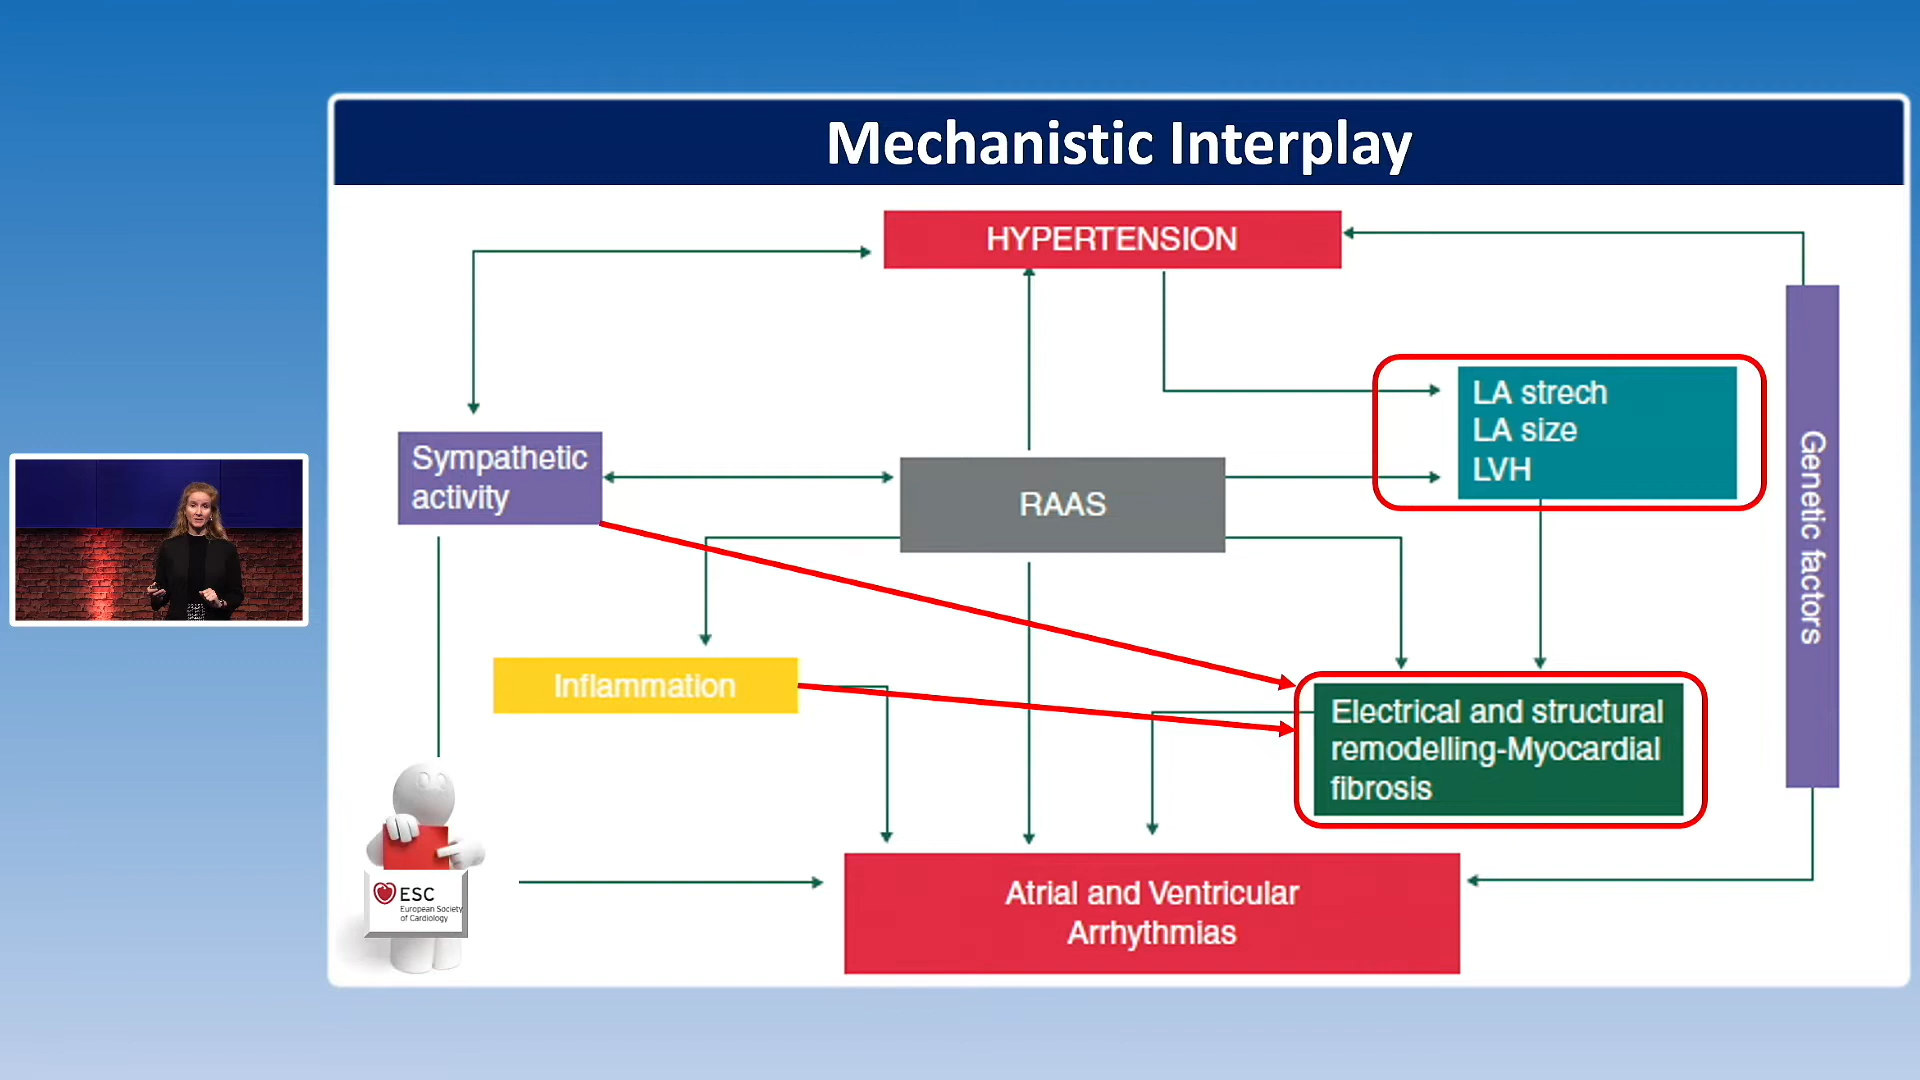 Mechanistic Interplay
HYPERTENSION
LA strech
LA size
LVH
Sympathetic
activity
RAAS
Genetic factors
Inflammation
Electrical and structural
remodelling-Myocardial
fibrosis
ESC
European Society
of Cardiology
Atrial and Ventricular
Arrhythmias